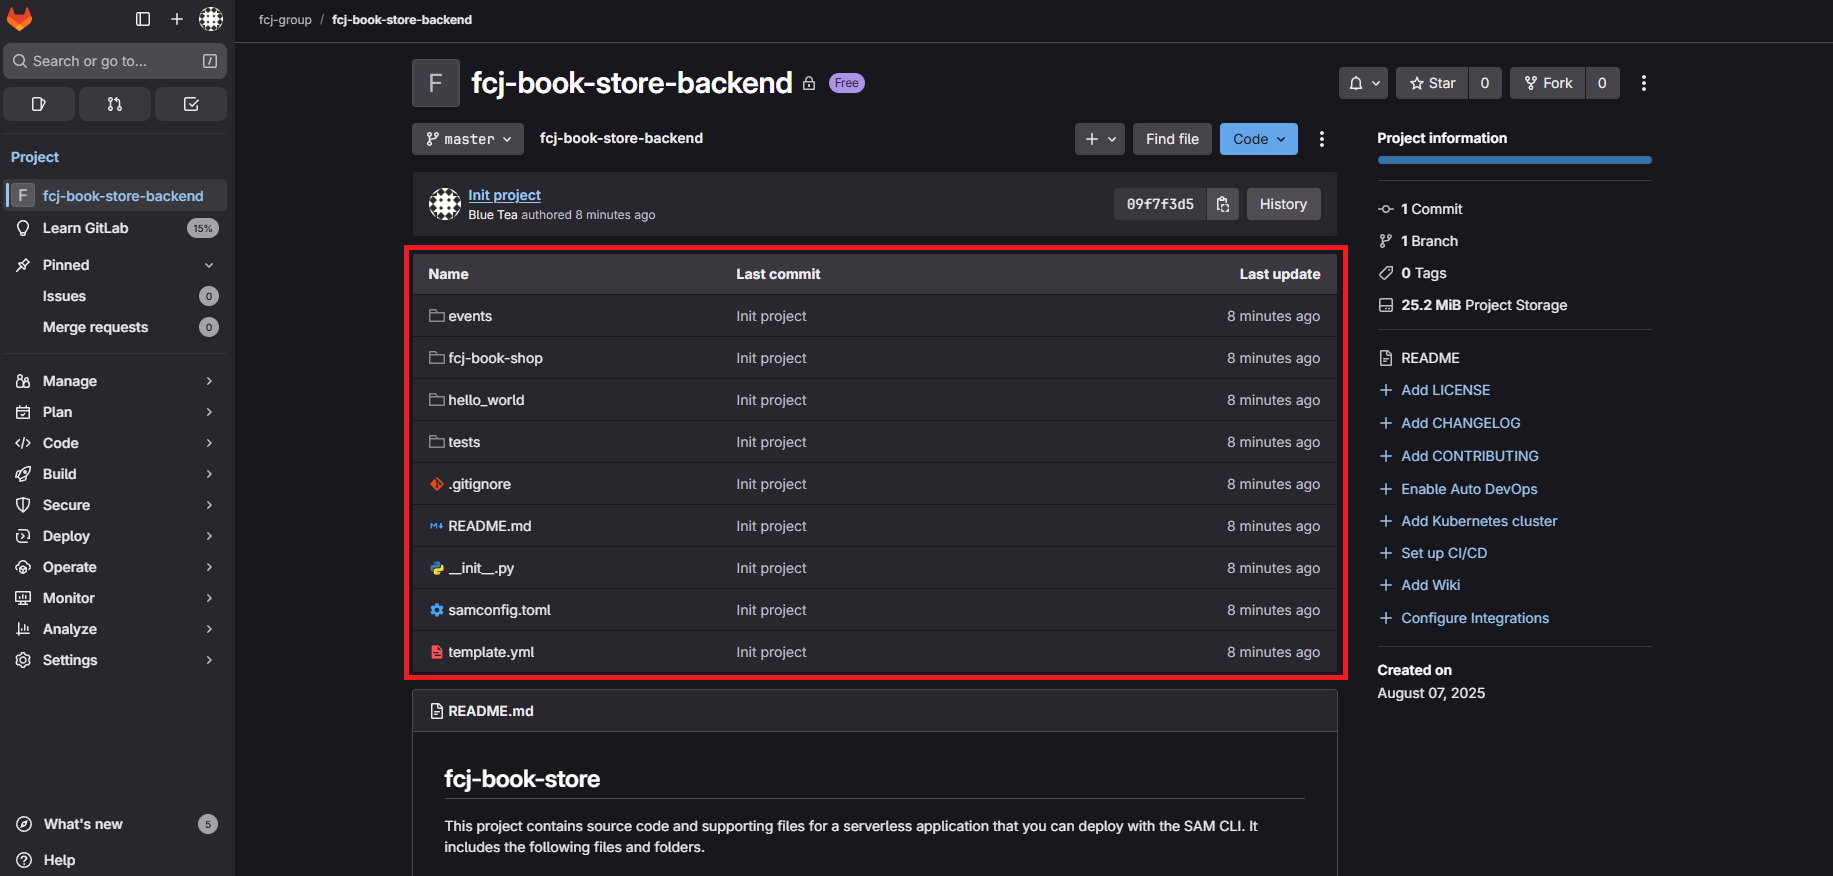 fcj-group / fcj-book-store-backend
Search or go to...
Project
F fcj-book-store-backend
Learn GitLab 15%
Pinned
Issues 0
Merge requests 0
Manage
Plan
Code
Build
Secure
Deploy
Operate
Monitor
Analyze
Settings
What's new 5
Help
F fcj-book-store-backend Free
Star 0 Fork 0
master fcj-book-store-backend
Find file Code
Init project
Blue Tea authored 8 minutes ago
09f7f3d5 History
Name Last commit Last update
events Init project 8 minutes ago
fcj-book-shop Init project 8 minutes ago
hello_world Init project 8 minutes ago
tests Init project 8 minutes ago
.gitignore Init project 8 minutes ago
README.md Init project 8 minutes ago
__init__.py Init project 8 minutes ago
samconfig.toml Init project 8 minutes ago
template.yml Init project 8 minutes ago
README.md
fcj-book-store
This project contains source code and supporting files for a serverless application that you can deploy with the SAM CLI. It
includes the following files and folders.
Project information
1 Commit
1 Branch
0 Tags
25.2 MiB Project Storage
README
Add LICENSE
Add CHANGELOG
Add CONTRIBUTING
Enable Auto DevOps
Add Kubernetes cluster
Set up CI/CD
Add Wiki
Configure Integrations
Created on
August 07, 2025